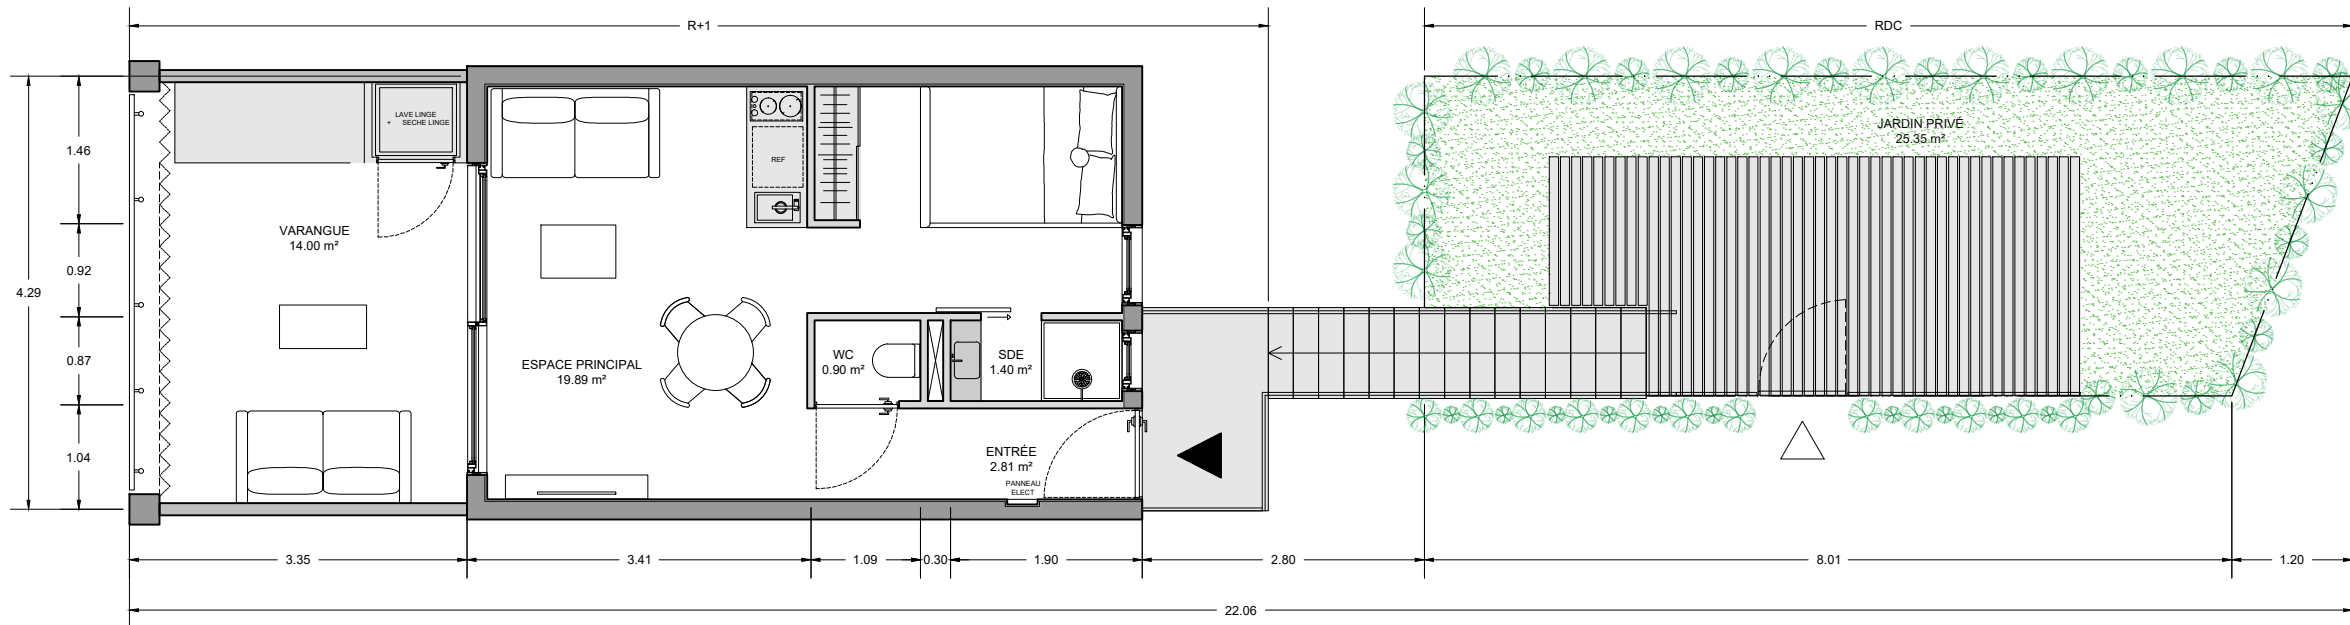 R+1
RDC
LAVE LINGE
+ SECHE LINGE
REF
JARDIN PRIVÉ
25.35 m²
1.46
VARANGUE
14.00 m²
0.92
4.29
0.87
ESPACE PRINCIPAL
19.89 m²
WC
0.90 m²
SDE
1.40 m²
1.04
ENTRÉE
2.81 m²
PANNEAU
ELECT
3.35
3.41
1.09
0.30
1.90
2.80
8.01
1.20
22.06